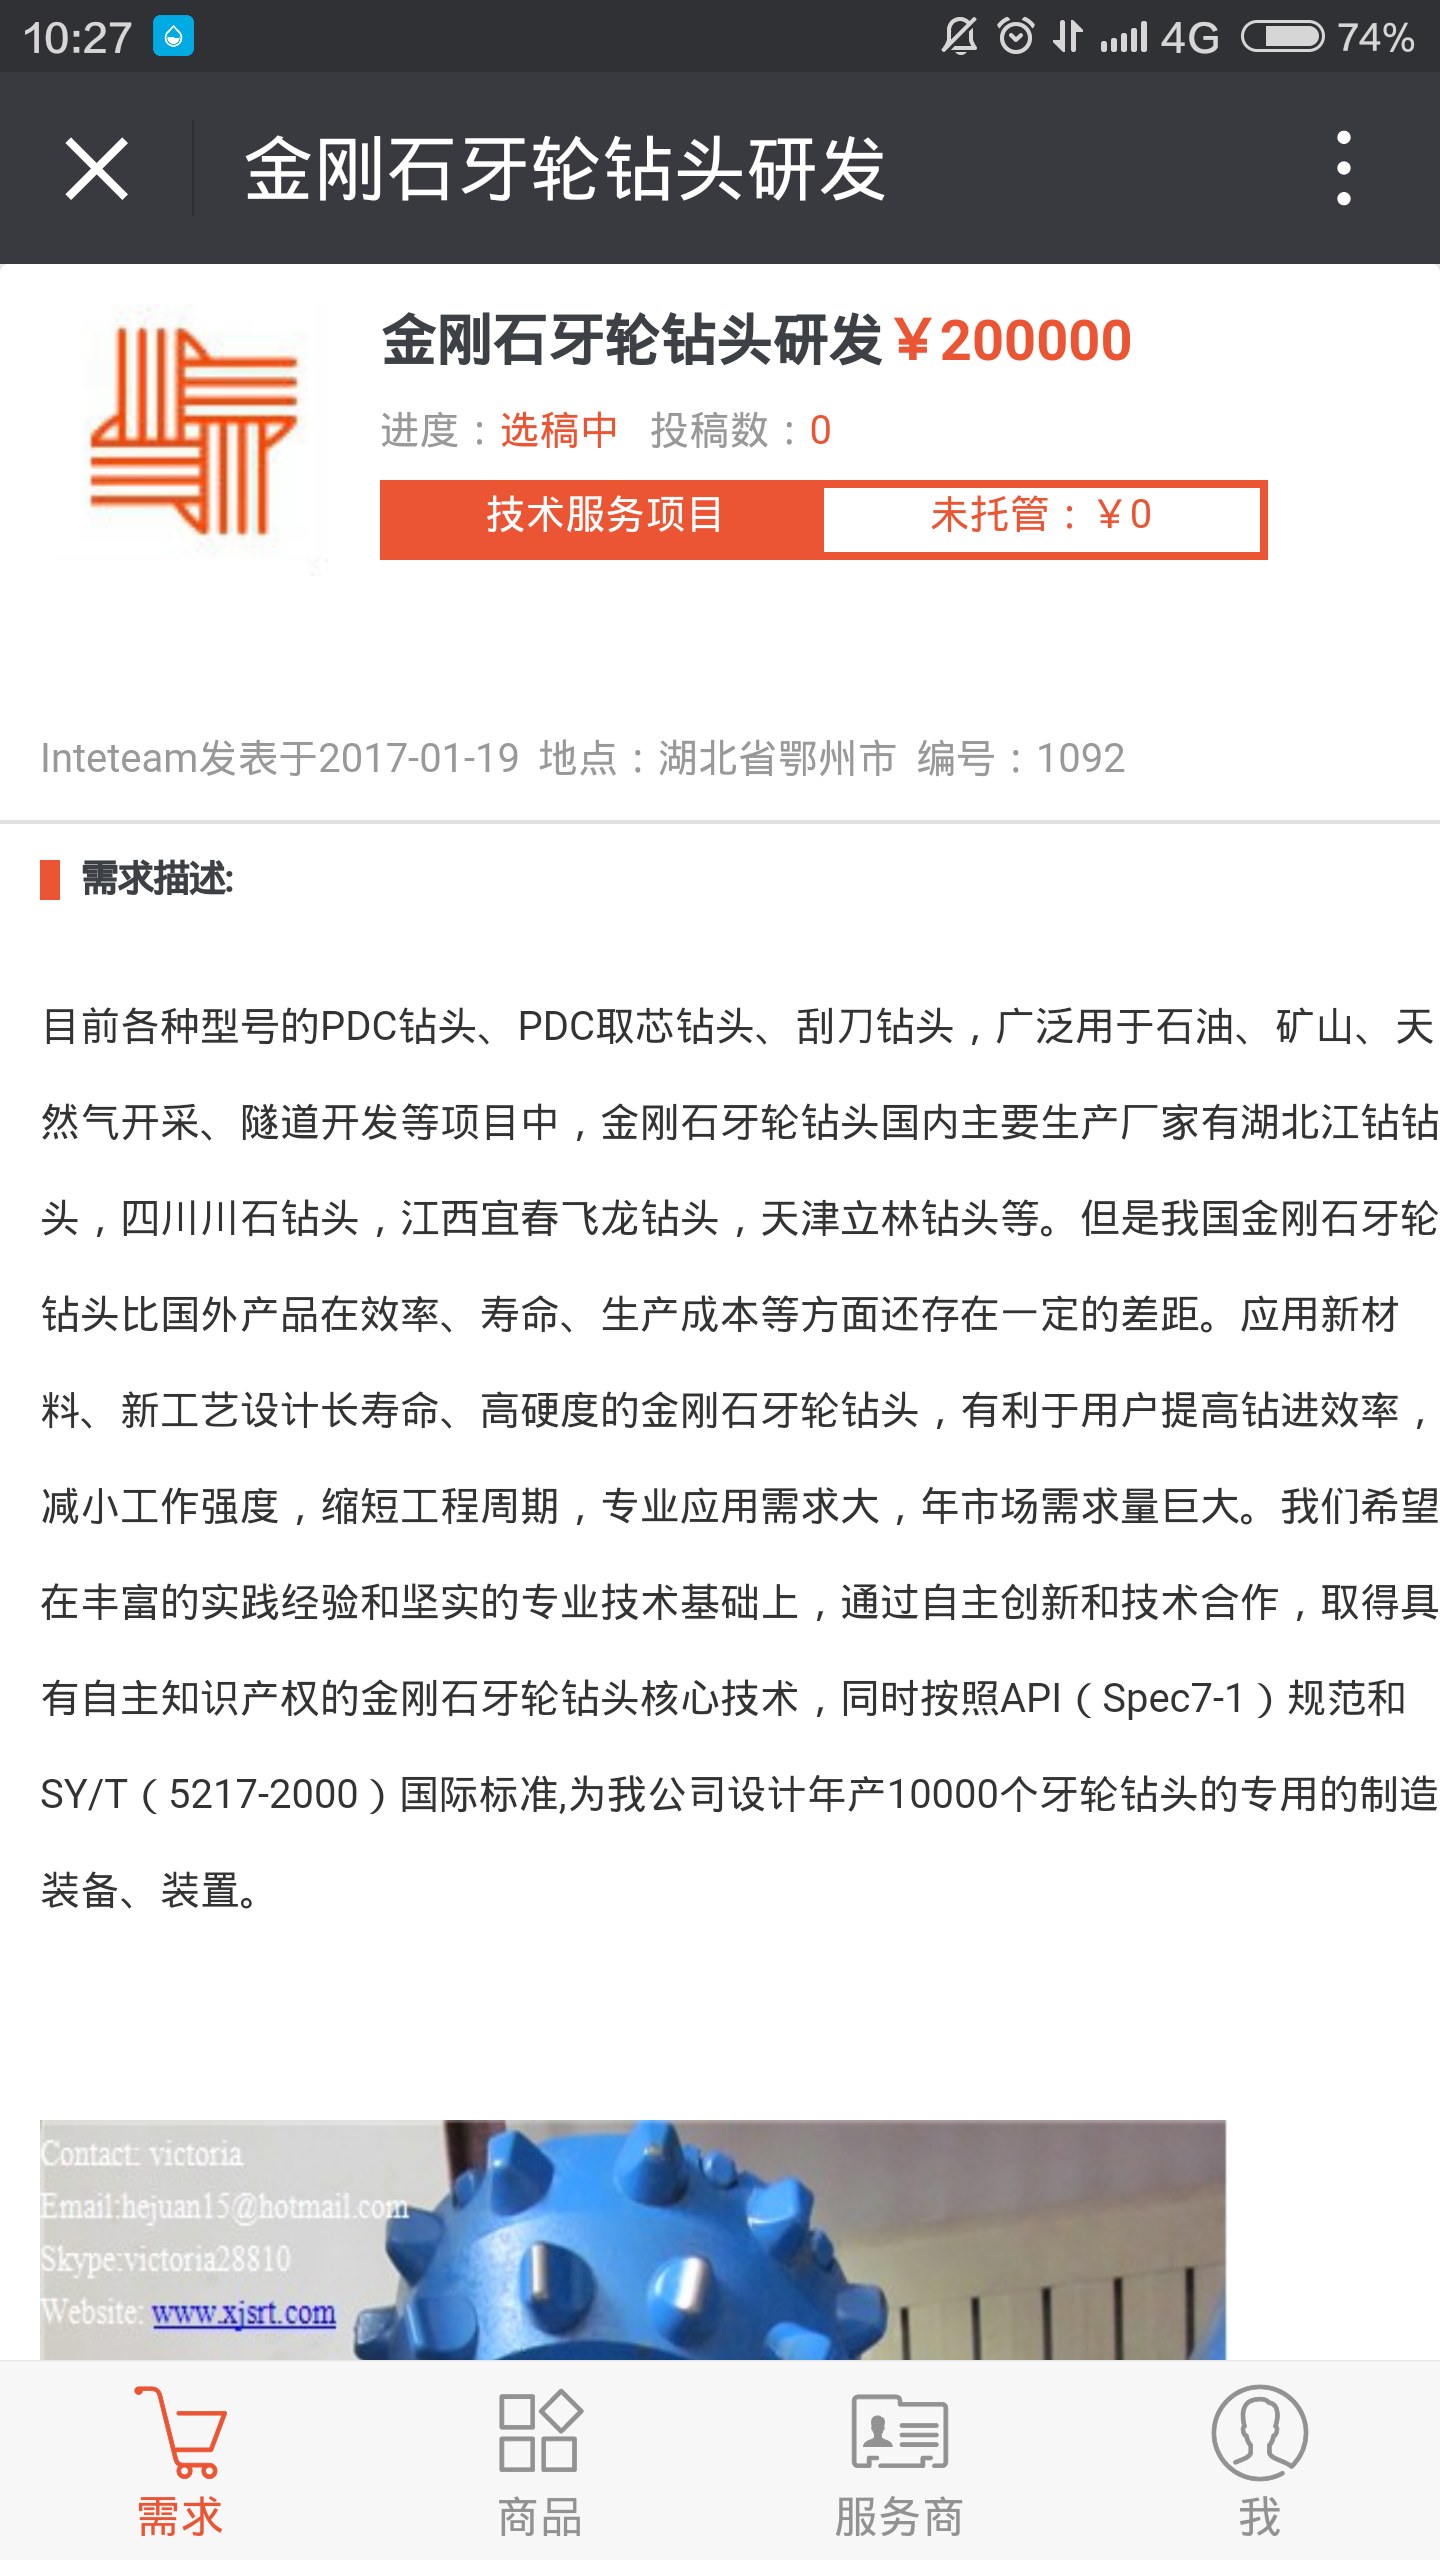 10:27
4G
74%
金刚石牙轮钻头研发
金刚石牙轮钻头研发￥200000
进度：选稿中 投稿数：0
技术服务项目
未托管：￥0
Inteteam发表于2017-01-19 地点：湖北省鄂州市 编号：1092
需求描述:
目前各种型号的PDC钻头、PDC取芯钻头、刮刀钻头，广泛用于石油、矿山、天
然气开采、隧道开发等项目中，金刚石牙轮钻头国内主要生产厂家有湖北江钻钻
头，四川川石钻头，江西宜春飞龙钻头，天津立林钻头等。但是我国金刚石牙轮
钻头比国外产品在效率、寿命、生产成本等方面还存在一定的差距。应用新材
料、新工艺设计长寿命、高硬度的金刚石牙轮钻头，有利于用户提高钻进效率，
减小工作强度，缩短工程周期，专业应用需求大，年市场需求量巨大。我们希望
在丰富的实践经验和坚实的专业技术基础上，通过自主创新和技术合作，取得具
有自主知识产权的金刚石牙轮钻头核心技术，同时按照API（Spec7-1）规范和
SY/T（5217-2000）国际标准,为我公司设计年产10000个牙轮钻头的专用的制造
装备、装置。
Contact: victoria
Email:hejuan15@hotmail.com
Skype:victoria28810
Website: www.xjsrt.com
需求
商品
服务商
我